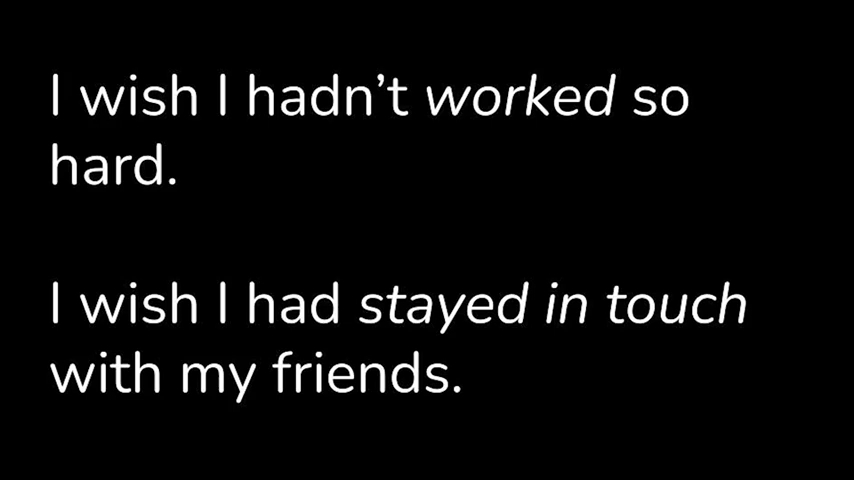 I wish I hadn’t worked so
hard.
I wish I had stayed in touch
with my friends.